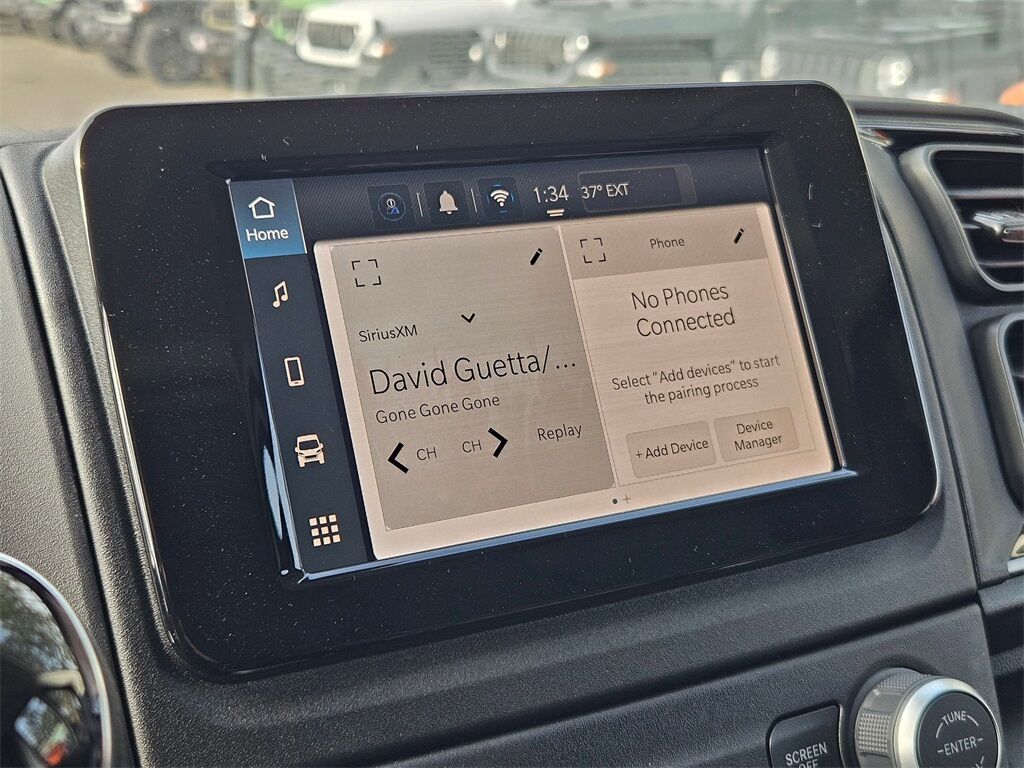 Home
1:34
37° EXT
SiriusXM
David Guetta/...
Gone Gone Gone
CH
CH
Replay
Phone
No Phones
Connected
Select "Add devices" to start
the pairing process
+ Add Device
Device
Manager
SCREEN
OFF
TUNE
-ENTER-